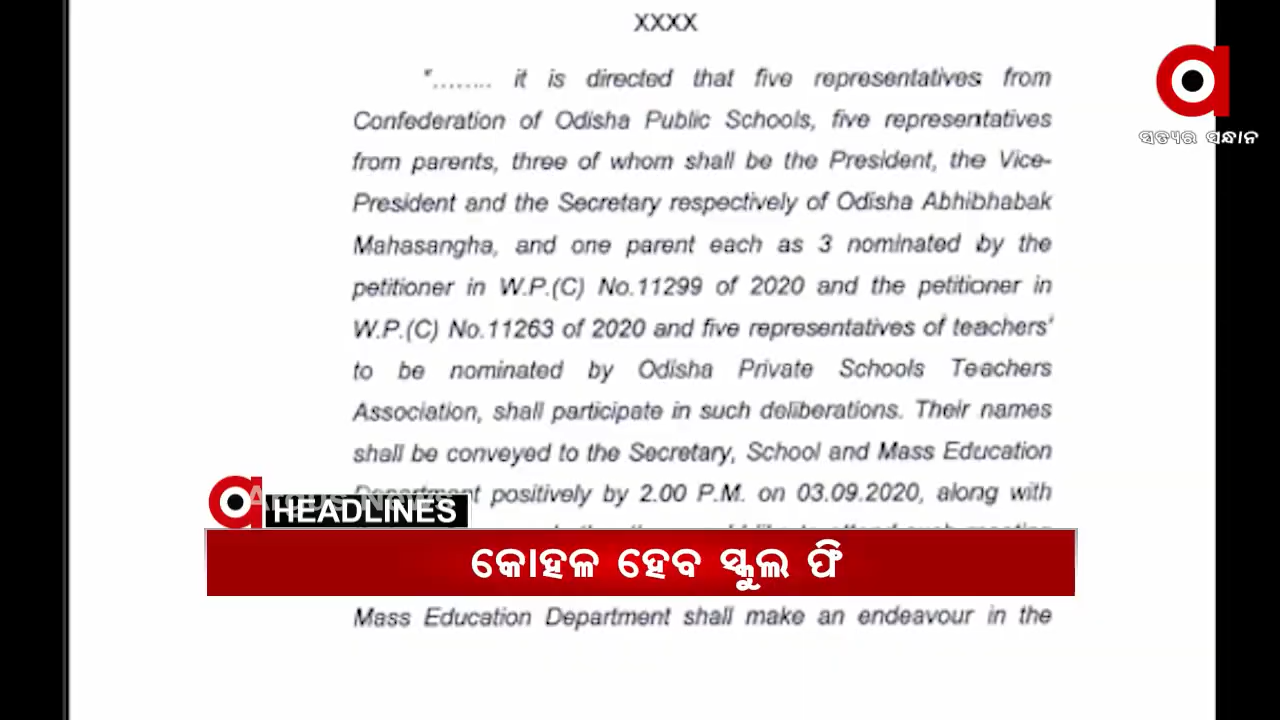 XXXX
"........ it is directed that five representatives from
Confederation of Odisha Public Schools, five representatives
from parents, three of whom shall be the President, the Vice-
President and the Secretary respectively of Odisha Abhibhabak
Mahasangha, and one parent each as 3 nominated by the
petitioner in W.P.(C) No.11299 of 2020 and the petitioner in
W.P.(C) No.11263 of 2020 and five representatives of teachers'
to be nominated by Odisha Private Schools Teachers
Association, shall participate in such deliberations. Their names
shall be conveyed to the Secretary, School and Mass Education
Department positively by 2.00 P.M. on 03.09.2020, along with
Mass Education Department shall make an endeavour in the
ସତ୍ୟର ସନ୍ଧାନ
Argus News
HEADLINES
କୋହଳ ହେବ ସ୍କୁଲ ଫି